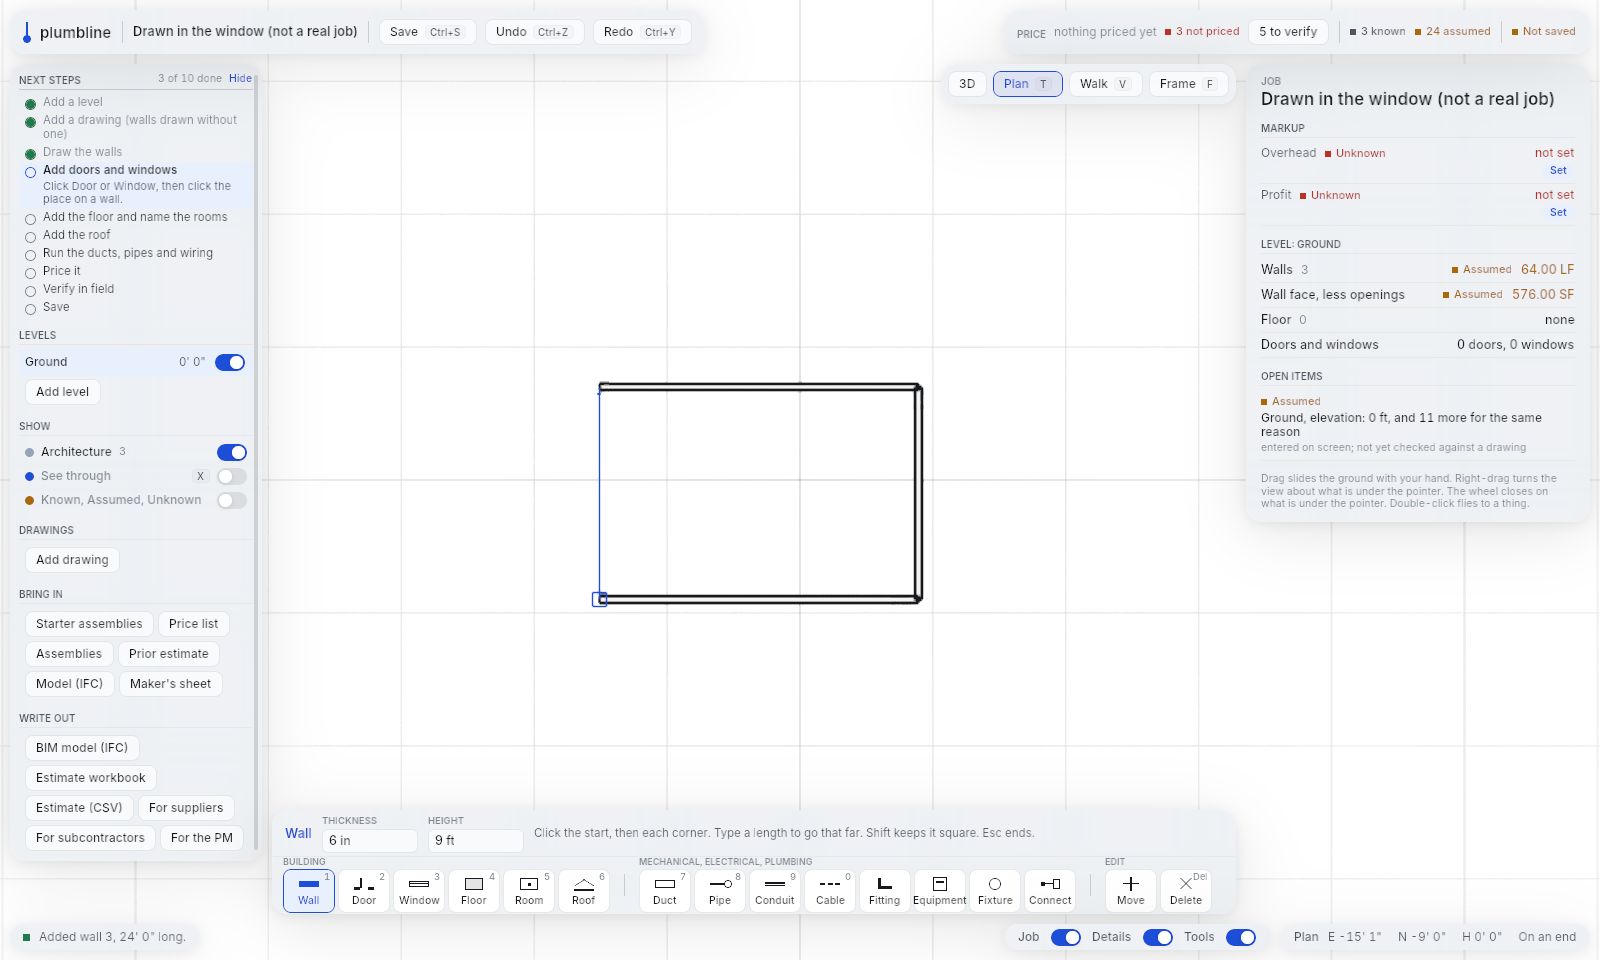 plumbline
Drawn in the window (not a real job)
Save Ctrl+S
Undo Ctrl+Z
Redo Ctrl+Y
PRICE nothing priced yet
3 not priced
5 to verify
3 known
24 assumed
Not saved
NEXT STEPS 3 of 10 done Hide
Add a level
Add a drawing (walls drawn without
one)
Draw the walls
Add doors and windows
Click Door or Window, then click the
place on a wall.
Add the floor and name the rooms
Add the roof
Run the ducts, pipes and wiring
Price it
Verify in field
Save
LEVELS
Ground 0' 0"
Add level
SHOW
Architecture 3
See through X
Known, Assumed, Unknown
DRAWINGS
Add drawing
BRING IN
Starter assemblies Price list
Assemblies Prior estimate
Model (IFC) Maker's sheet
WRITE OUT
BIM model (IFC)
Estimate workbook
Estimate (CSV) For suppliers
For subcontractors For the PM
3D Plan T Walk V Frame F
JOB
Drawn in the window (not a real job)
MARKUP
Overhead Unknown not set
Set
Profit Unknown not set
Set
LEVEL: GROUND
Walls 3 Assumed 64.00 LF
Wall face, less openings Assumed 576.00 SF
Floor 0 none
Doors and windows 0 doors, 0 windows
OPEN ITEMS
Assumed
Ground, elevation: 0 ft, and 11 more for the same
reason
entered on screen; not yet checked against a drawing
Drag slides the ground with your hand. Right-drag turns the
view about what is under the pointer. The wheel closes on
what is under the pointer. Double-click flies to a thing.
Wall
THICKNESS
6 in
HEIGHT
9 ft
Click the start, then each corner. Type a length to go that far. Shift keeps it square. Esc ends.
BUILDING
Wall 1
Door 2
Window 3
Floor 4
Room 5
Roof 6
MECHANICAL, ELECTRICAL, PLUMBING
Duct 7
Pipe 8
Conduit 9
Cable 0
Fitting
Equipment
Fixture
Connect
EDIT
Move
Delete Del
Added wall 3, 24' 0" long.
Job Details Tools
Plan E -15' 1" N -9' 0" H 0' 0" On an end